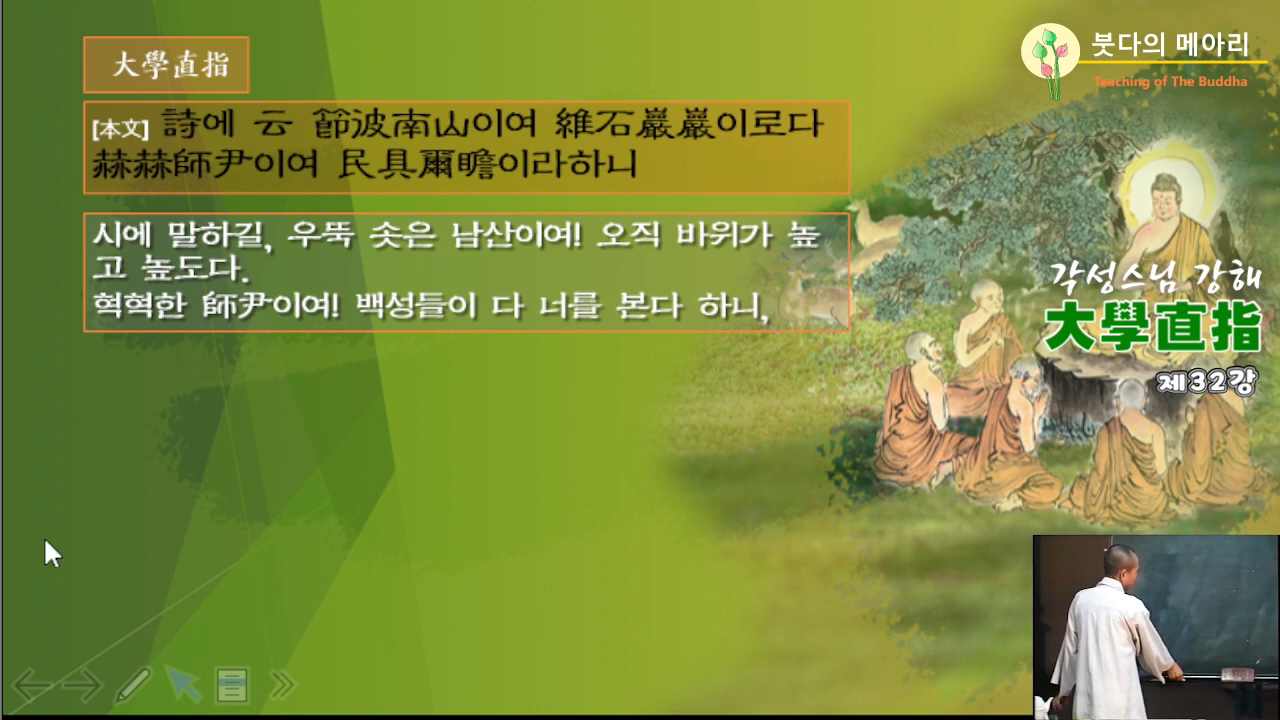 大學直指
[本文] 詩에 云 節波南山이여 維石巖巖이로다
赫赫師尹이여 民具爾瞻이라하니
시에 말하길, 우뚝 솟은 남산이여! 오직 바위가 높
고 높도다.
혁혁한 師尹이여! 백성들이 다 너를 본다 하니,
붓다의 메아리
Teaching of The Buddha
각성스님 강해
大學直指
제32강